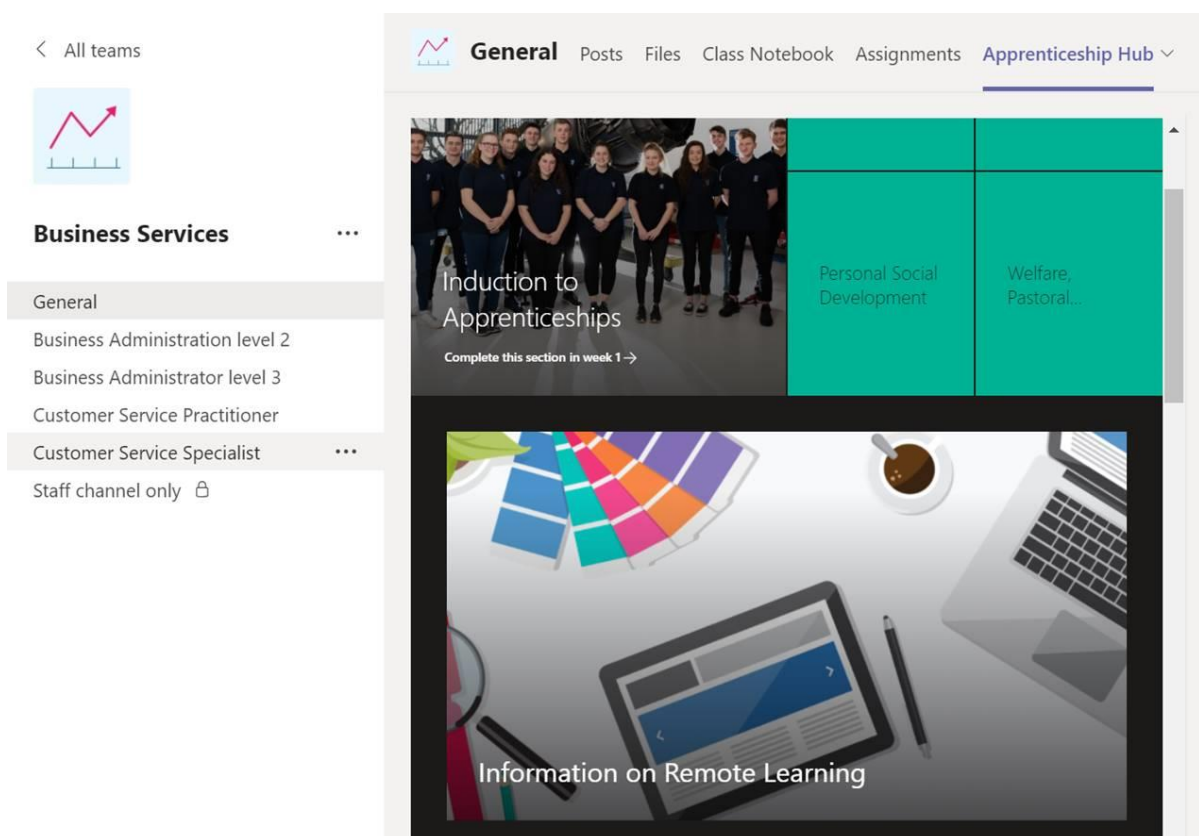 All teams
Business Services
General
Business Administration level 2
Business Administrator level 3
Customer Service Practitioner
Customer Service Specialist
Staff channel only
General Posts Files Class Notebook Assignments Apprenticeship Hub
Induction to
Apprenticeships
Complete this section in week 1
Personal Social
Development
Welfare,
Pastoral...
Information on Remote Learning